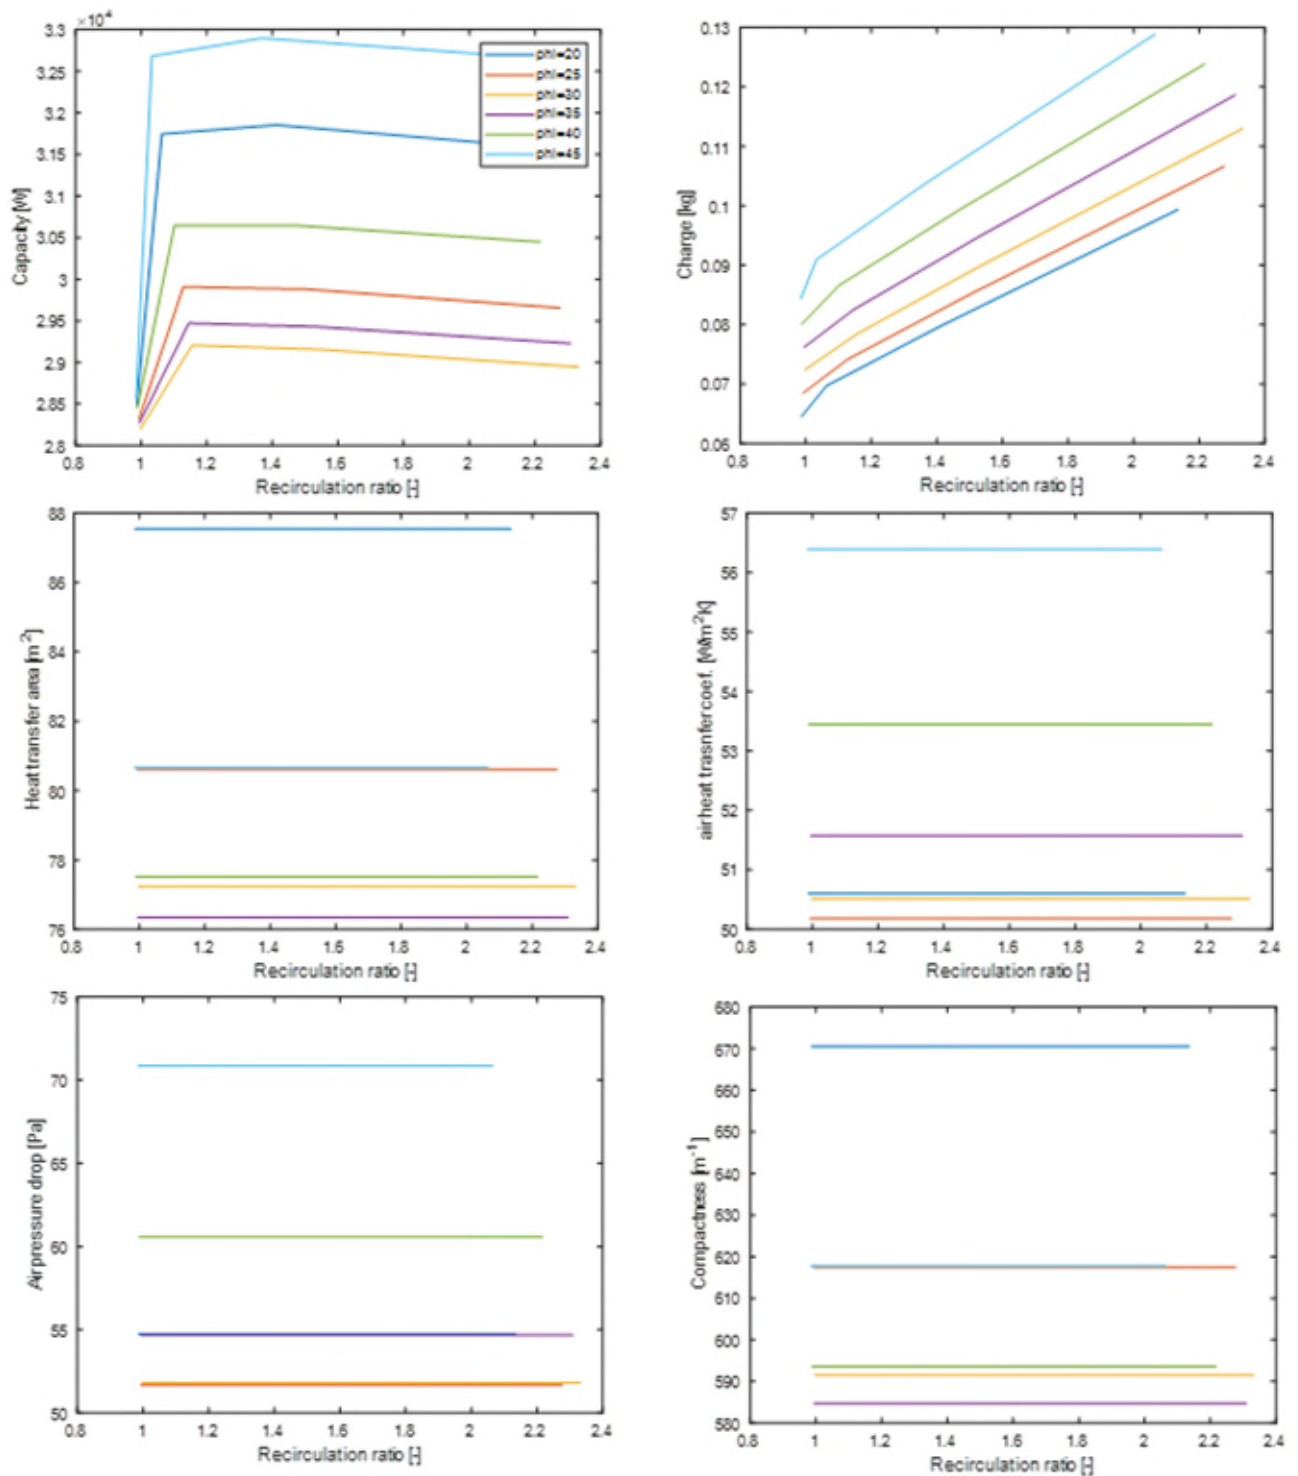 ×10⁴
3.3
3.25
3.2
3.15
3.1
3.05
3
2.95
2.9
2.85
2.8
Capacity [W]
phi=20
phi=25
phi=30
phi=35
phi=40
phi=45
0.8 1 1.2 1.4 1.6 1.8 2 2.2 2.4
Recirculation ratio [-]
0.13
0.12
0.11
0.1
0.09
0.08
0.07
0.06
Charge [kg]
0.8 1 1.2 1.4 1.6 1.8 2 2.2 2.4
Recirculation ratio [-]
88
86
84
82
80
78
76
Heat transfer area [m²]
0.8 1 1.2 1.4 1.6 1.8 2 2.2 2.4
Recirculation ratio [-]
57
56
55
54
53
52
51
50
air heat trasnfer coef. [W/m²K]
0.8 1 1.2 1.4 1.6 1.8 2 2.2 2.4
Recirculation ratio [-]
75
70
65
60
55
50
Air pressure drop [Pa]
0.8 1 1.2 1.4 1.6 1.8 2 2.2 2.4
Recirculation ratio [-]
680
670
660
650
640
630
620
610
600
590
580
Compactness [m⁻¹]
0.8 1 1.2 1.4 1.6 1.8 2 2.2 2.4
Recirculation ratio [-]